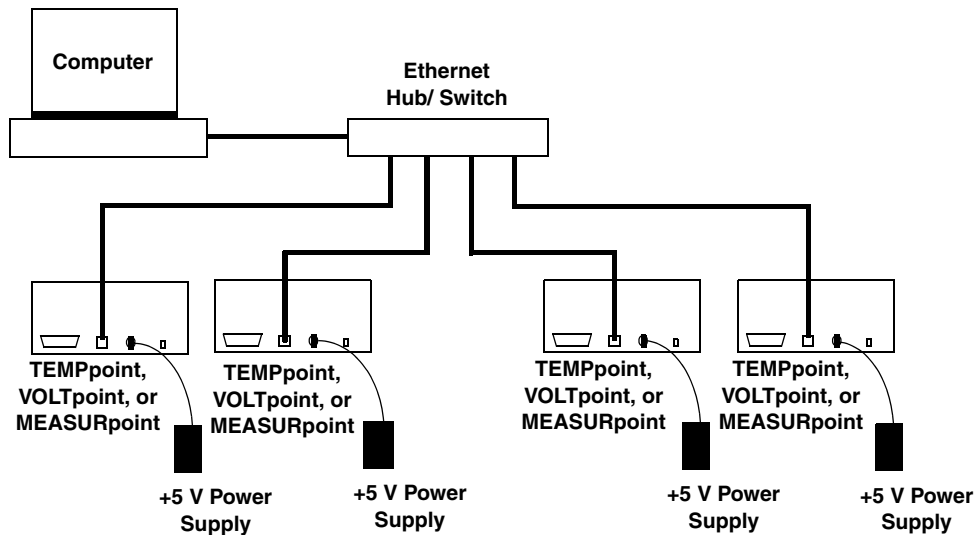 Computer
Ethernet
Hub/ Switch
TEMPpoint,
VOLTpoint, or
MEASURpoint
TEMPpoint,
VOLTpoint, or
MEASURpoint
TEMPpoint,
VOLTpoint, or
MEASURpoint
TEMPpoint,
VOLTpoint, or
MEASURpoint
+5 V Power
Supply
+5 V Power
Supply
+5 V Power
Supply
+5 V Power
Supply